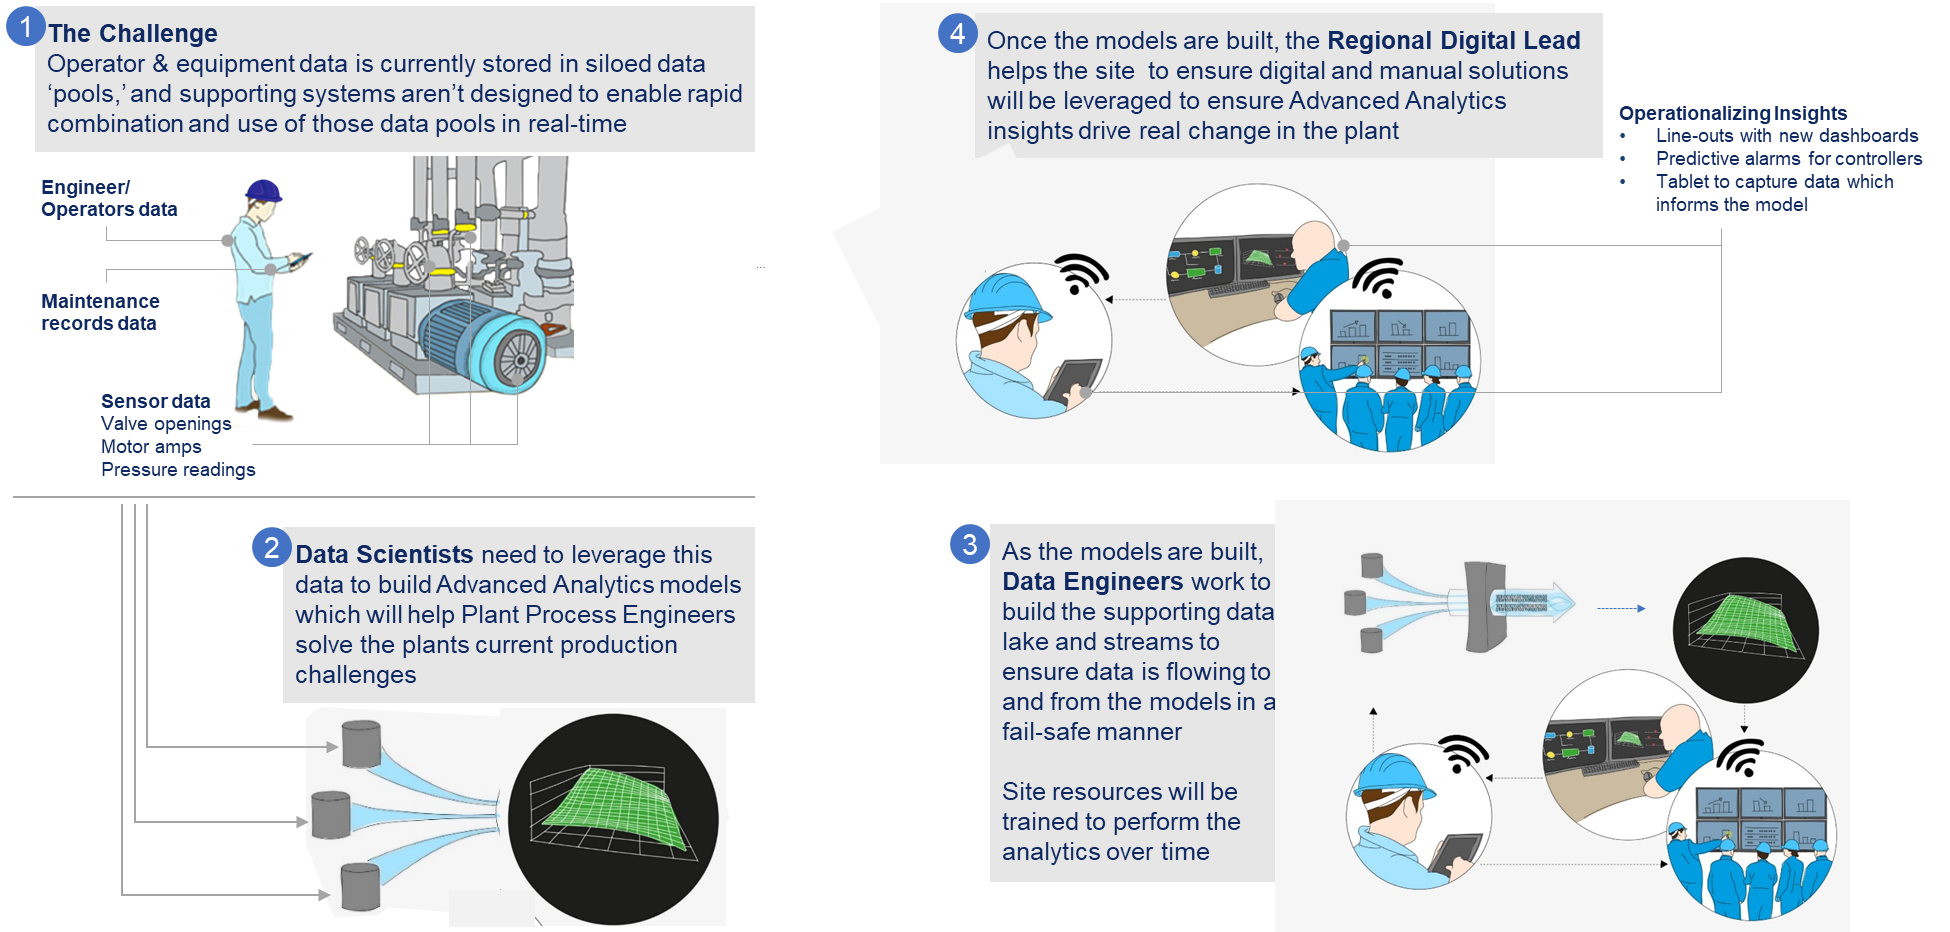 1
The Challenge
Operator & equipment data is currently stored in siloed data
‘pools,’ and supporting systems aren’t designed to enable rapid
combination and use of those data pools in real-time
Engineer/
Operators data
Maintenance
records data
Sensor data
Valve openings
Motor amps
Pressure readings
...
2
Data Scientists need to leverage this
data to build Advanced Analytics models
which will help Plant Process Engineers
solve the plants current production
challenges
3
As the models are built,
Data Engineers work to
build the supporting data
lake and streams to
ensure data is flowing to
and from the models in a
fail-safe manner
Site resources will be
trained to perform the
analytics over time
4
Once the models are built, the Regional Digital Lead
helps the site to ensure digital and manual solutions
will be leveraged to ensure Advanced Analytics
insights drive real change in the plant
Operationalizing Insights
• Line-outs with new dashboards
• Predictive alarms for controllers
• Tablet to capture data which
informs the model